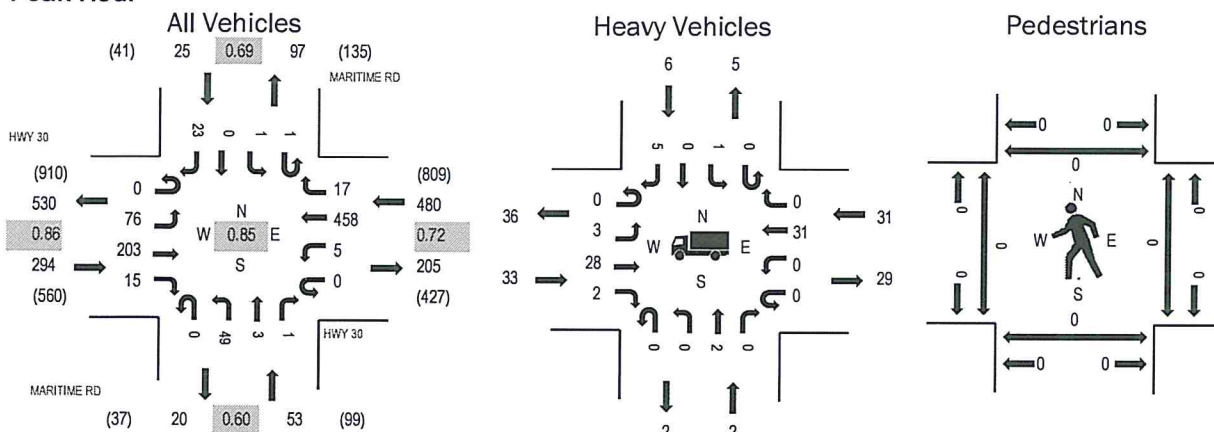 All Vehicles
(41) 25 0.69 97 (135)
MARITIME RD
HWY 30
23 0 1 1
(910)
530
0.86
294
(560)
0
76
203
15
N
W 0.85 E
S
17
458
5
0
(809)
480
0.72
205
(427)
0 49 3 1
HWY 30
MARITIME RD
(37) 20 0.60 53 (99)
Heavy Vehicles
6 5
5 0 1 0
36
33
0
3
28
2
N
W E
S
0
31
0
0
31
29
0 0 2 0
2 2
Pedestrians
0 0
0
0
0
0
N
W E
S
0
0
0
0
0 0